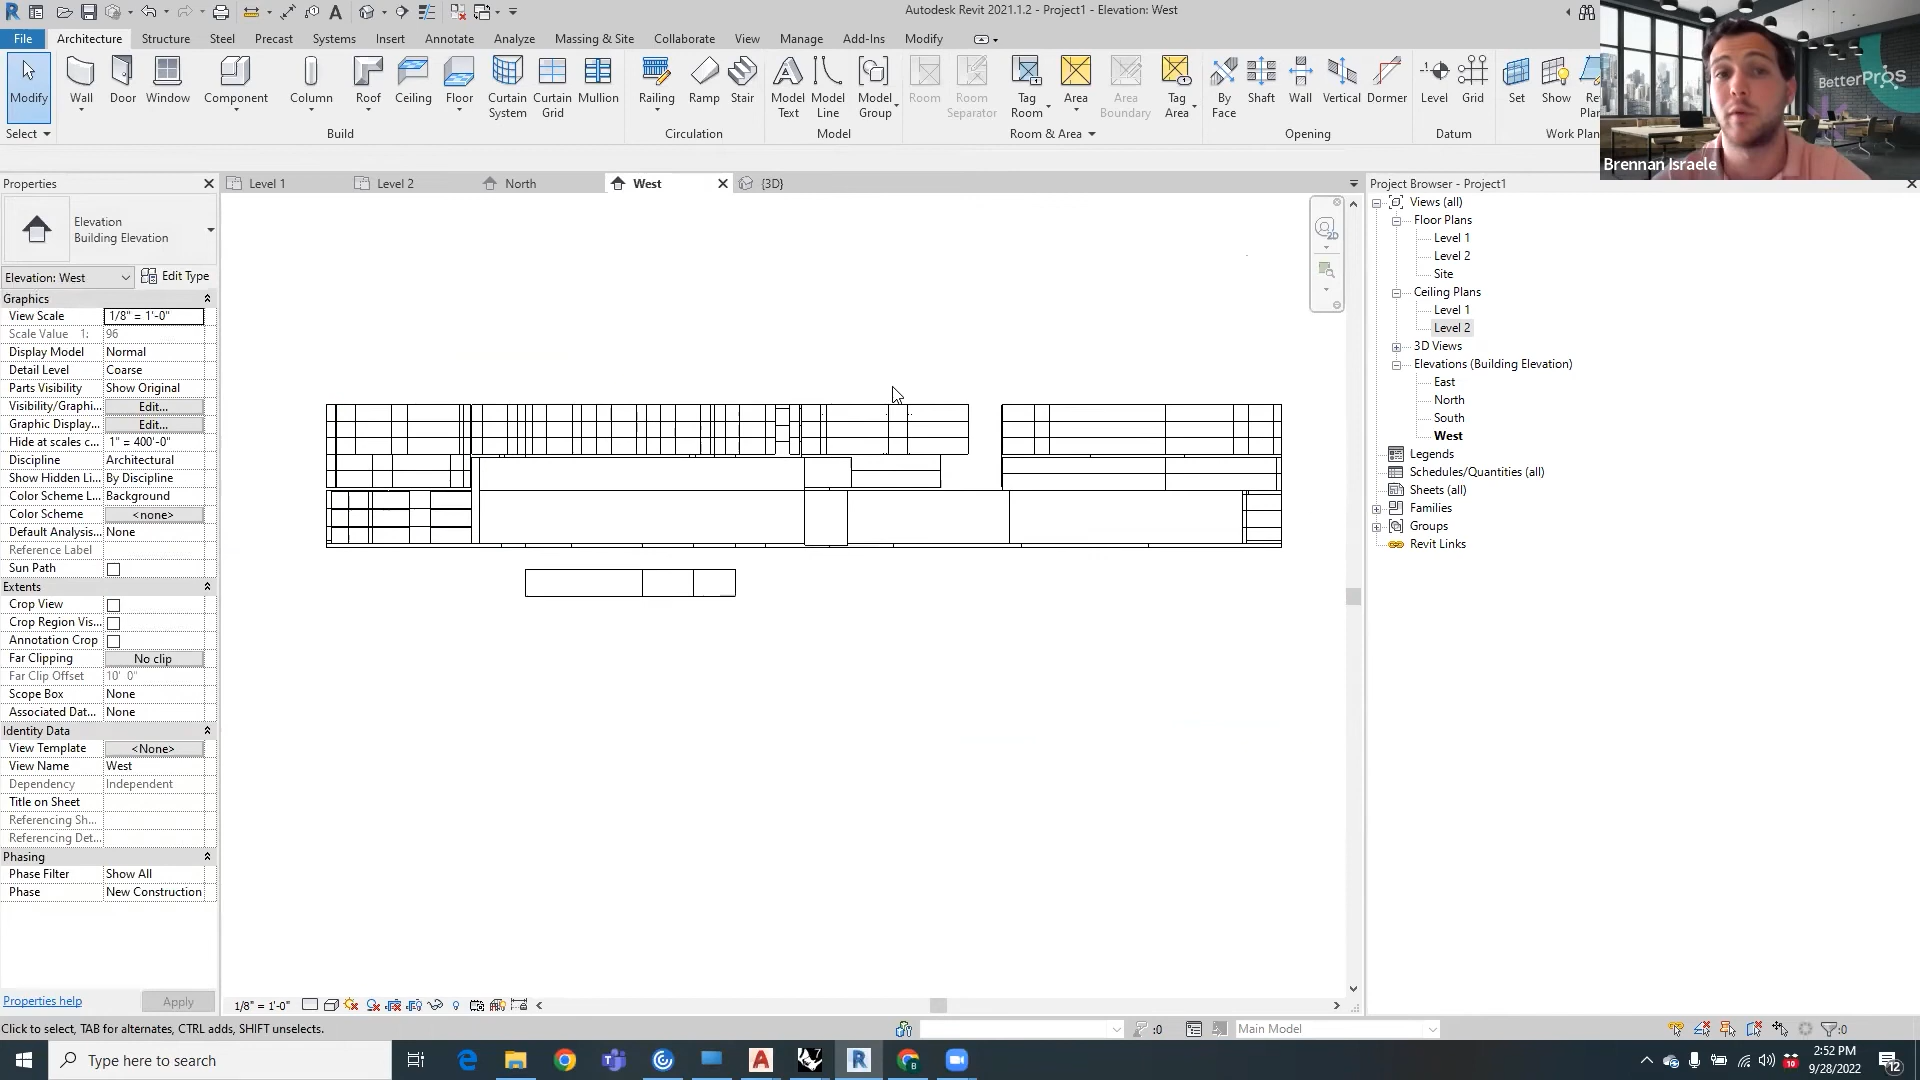 Autodesk Revit 2021.1.2 - Project1 - Elevation: West
File Architecture Structure Steel Precast Systems Insert Annotate Analyze Massing & Site Collaborate View Manage Add-Ins Modify
Modify Wall Door Window Component Column Roof Ceiling Floor Curtain System Curtain Grid Mullion Railing Ramp Stair Model Text Model Line Model Group Room Room Separator Tag Room Area Area Boundary Tag Area By Face Shaft Wall Vertical Dormer Level Grid Set Show
Select Build Circulation Model Room & Area Opening Datum Work Plan
BetterPros
Brennan Israele
Properties
Level 1 Level 2 North West {3D}
Project Browser - Project1
Elevation
Building Elevation
Elevation: West Edit Type
Graphics
View Scale 1/8" = 1'-0"
Scale Value 1: 96
Display Model Normal
Detail Level Coarse
Parts Visibility Show Original
Visibility/Graphi... Edit...
Graphic Display... Edit...
Hide at scales c... 1" = 400'-0"
Discipline Architectural
Show Hidden Li... By Discipline
Color Scheme L... Background
Color Scheme <none>
Default Analysis... None
Reference Label
Sun Path
Extents
Crop View
Crop Region Vis...
Annotation Crop
Far Clipping No clip
Far Clip Offset 10' 0"
Scope Box None
Associated Dat... None
Identity Data
View Template <None>
View Name West
Dependency Independent
Title on Sheet
Referencing Sh...
Referencing Det...
Phasing
Phase Filter Show All
Phase New Construction
Properties help Apply
2D
Views (all)
Floor Plans
Level 1
Level 2
Site
Ceiling Plans
Level 1
Level 2
3D Views
Elevations (Building Elevation)
East
North
South
West
Legends
Schedules/Quantities (all)
Sheets (all)
Families
Groups
Revit Links
1/8" = 1'-0"
Click to select, TAB for alternates, CTRL adds, SHIFT unselects.
:0 Main Model :0
Type here to search
2:52 PM
9/28/2022
12